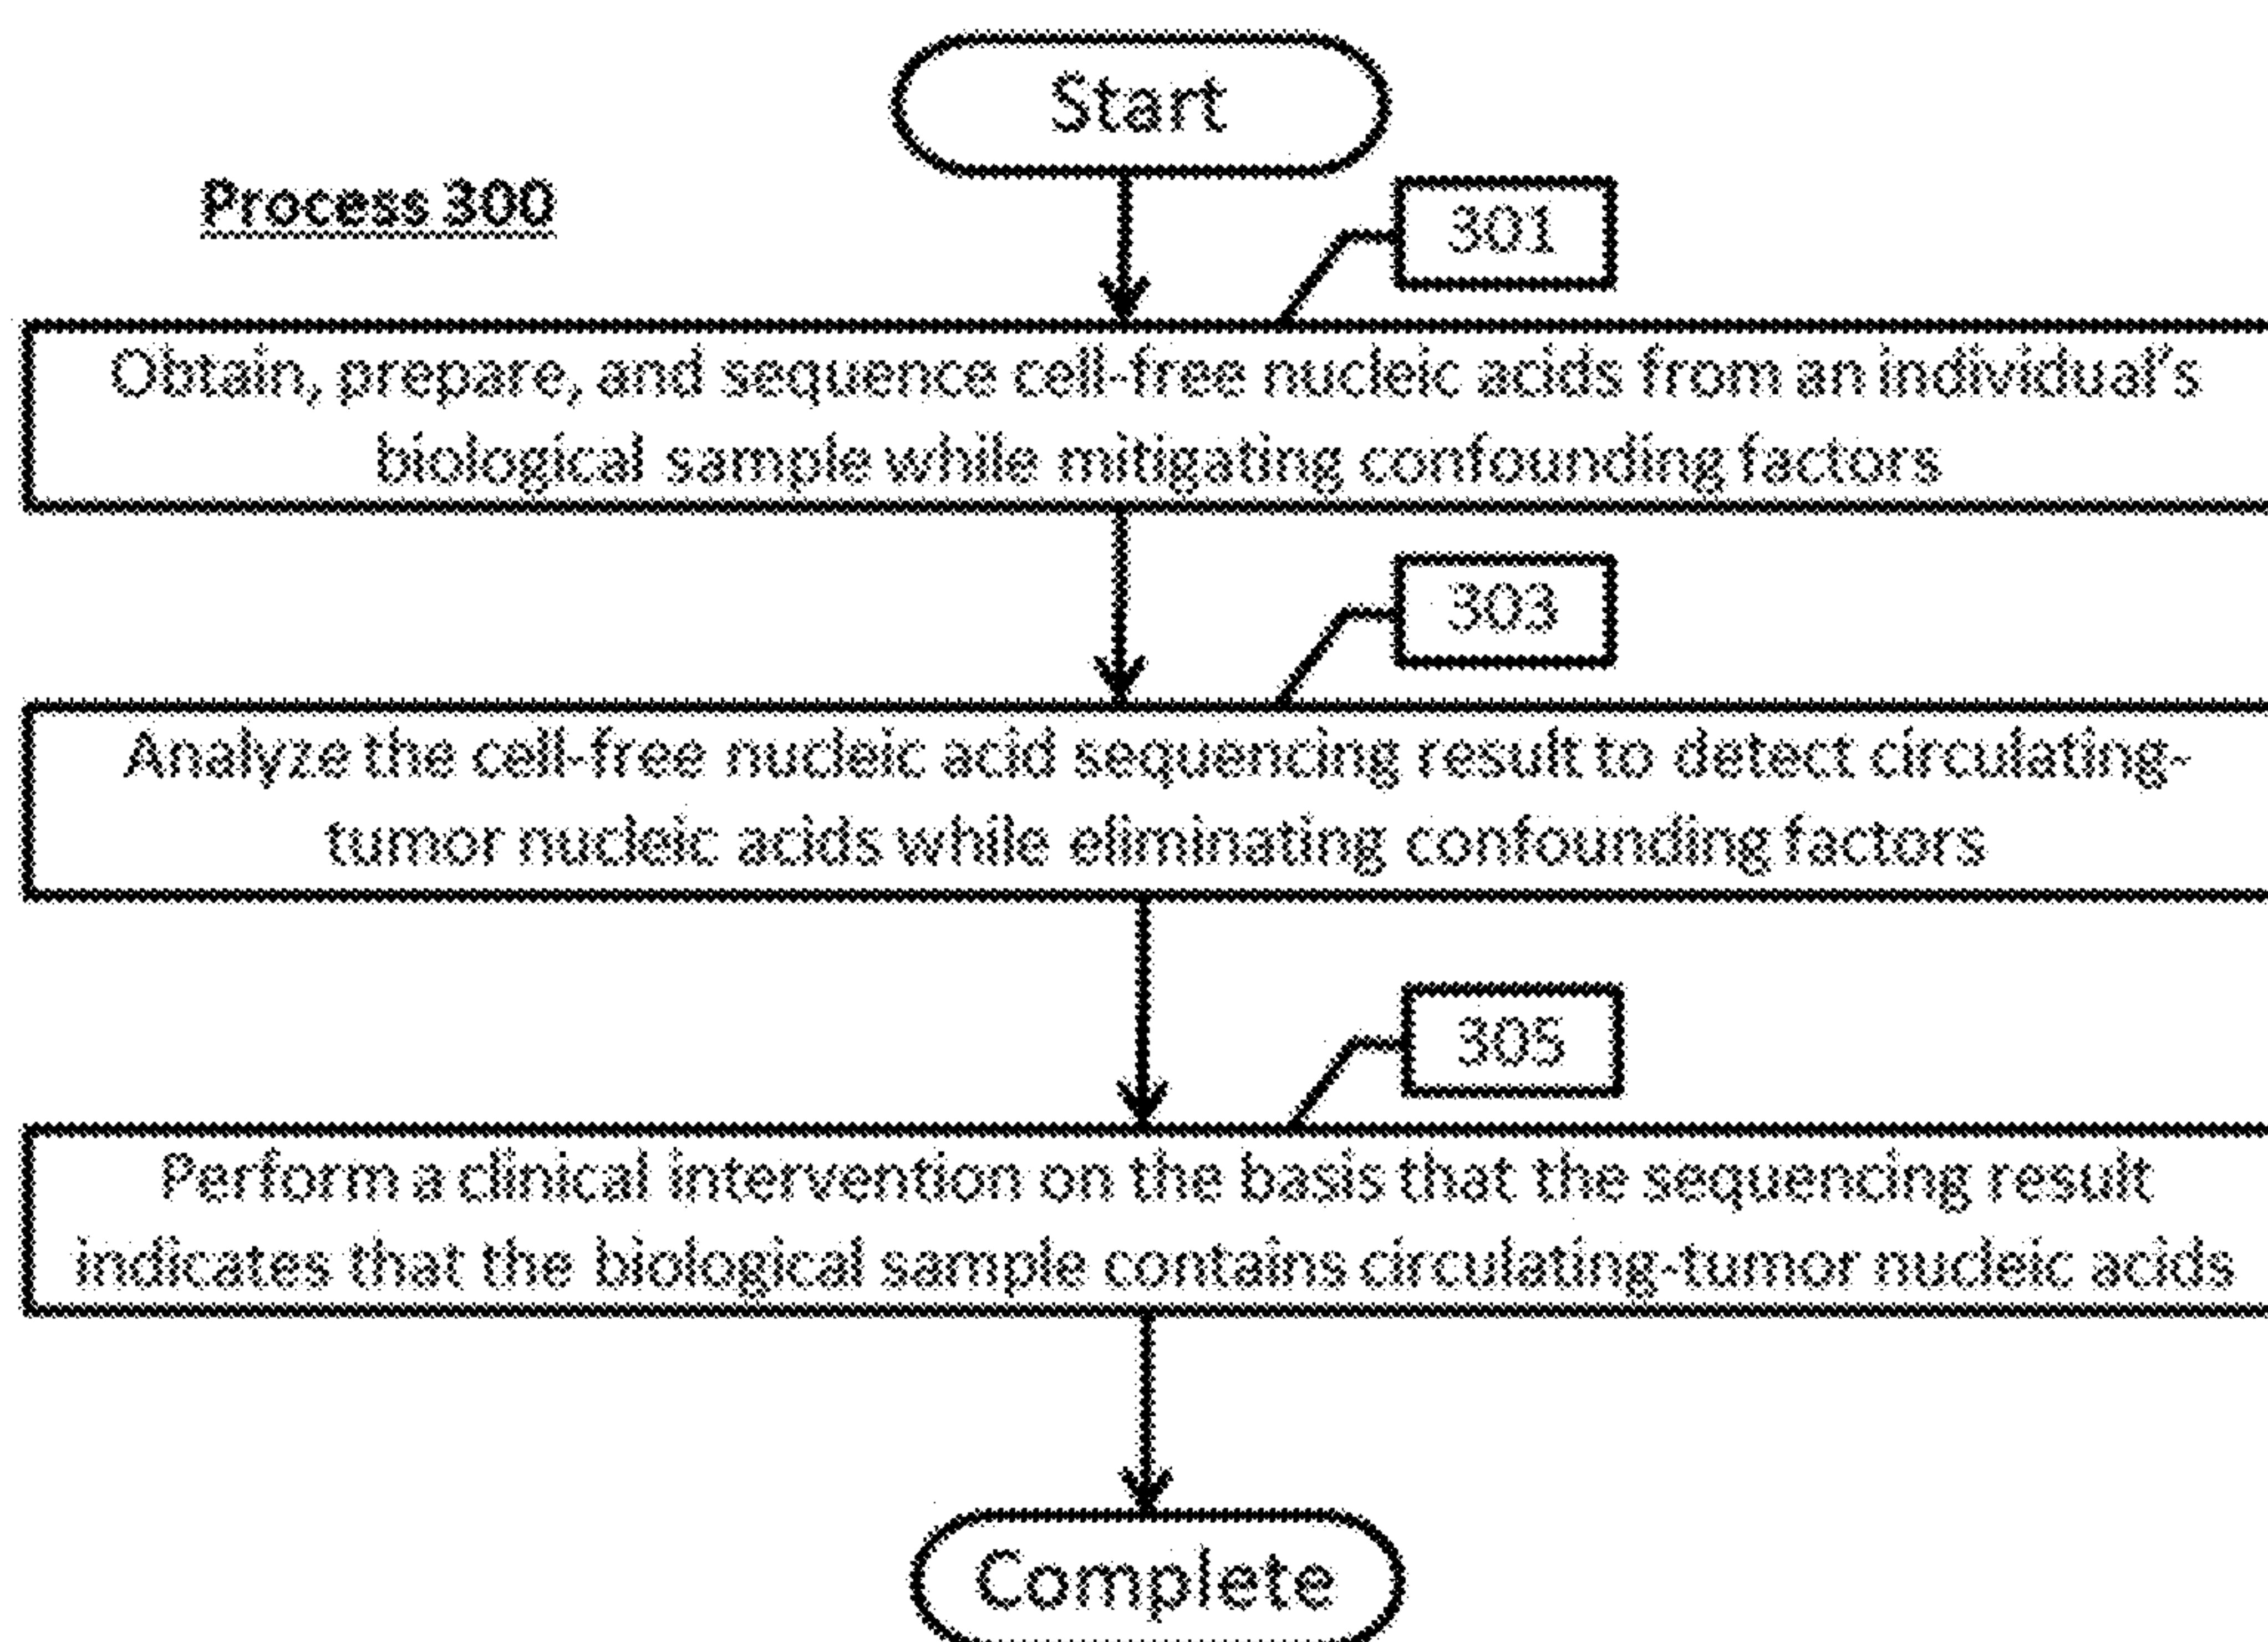 Start
Process 300
301
Obtain, prepare, and sequence cell-free nucleic acids from an individual's
biological sample while mitigating confounding factors
303
Analyze the cell-free nucleic acid sequencing result to detect circulating-
tumor nucleic acids while eliminating confounding factors
305
Perform a clinical intervention on the basis that the sequencing result
indicates that the biological sample contains circulating-tumor nucleic acids
Complete